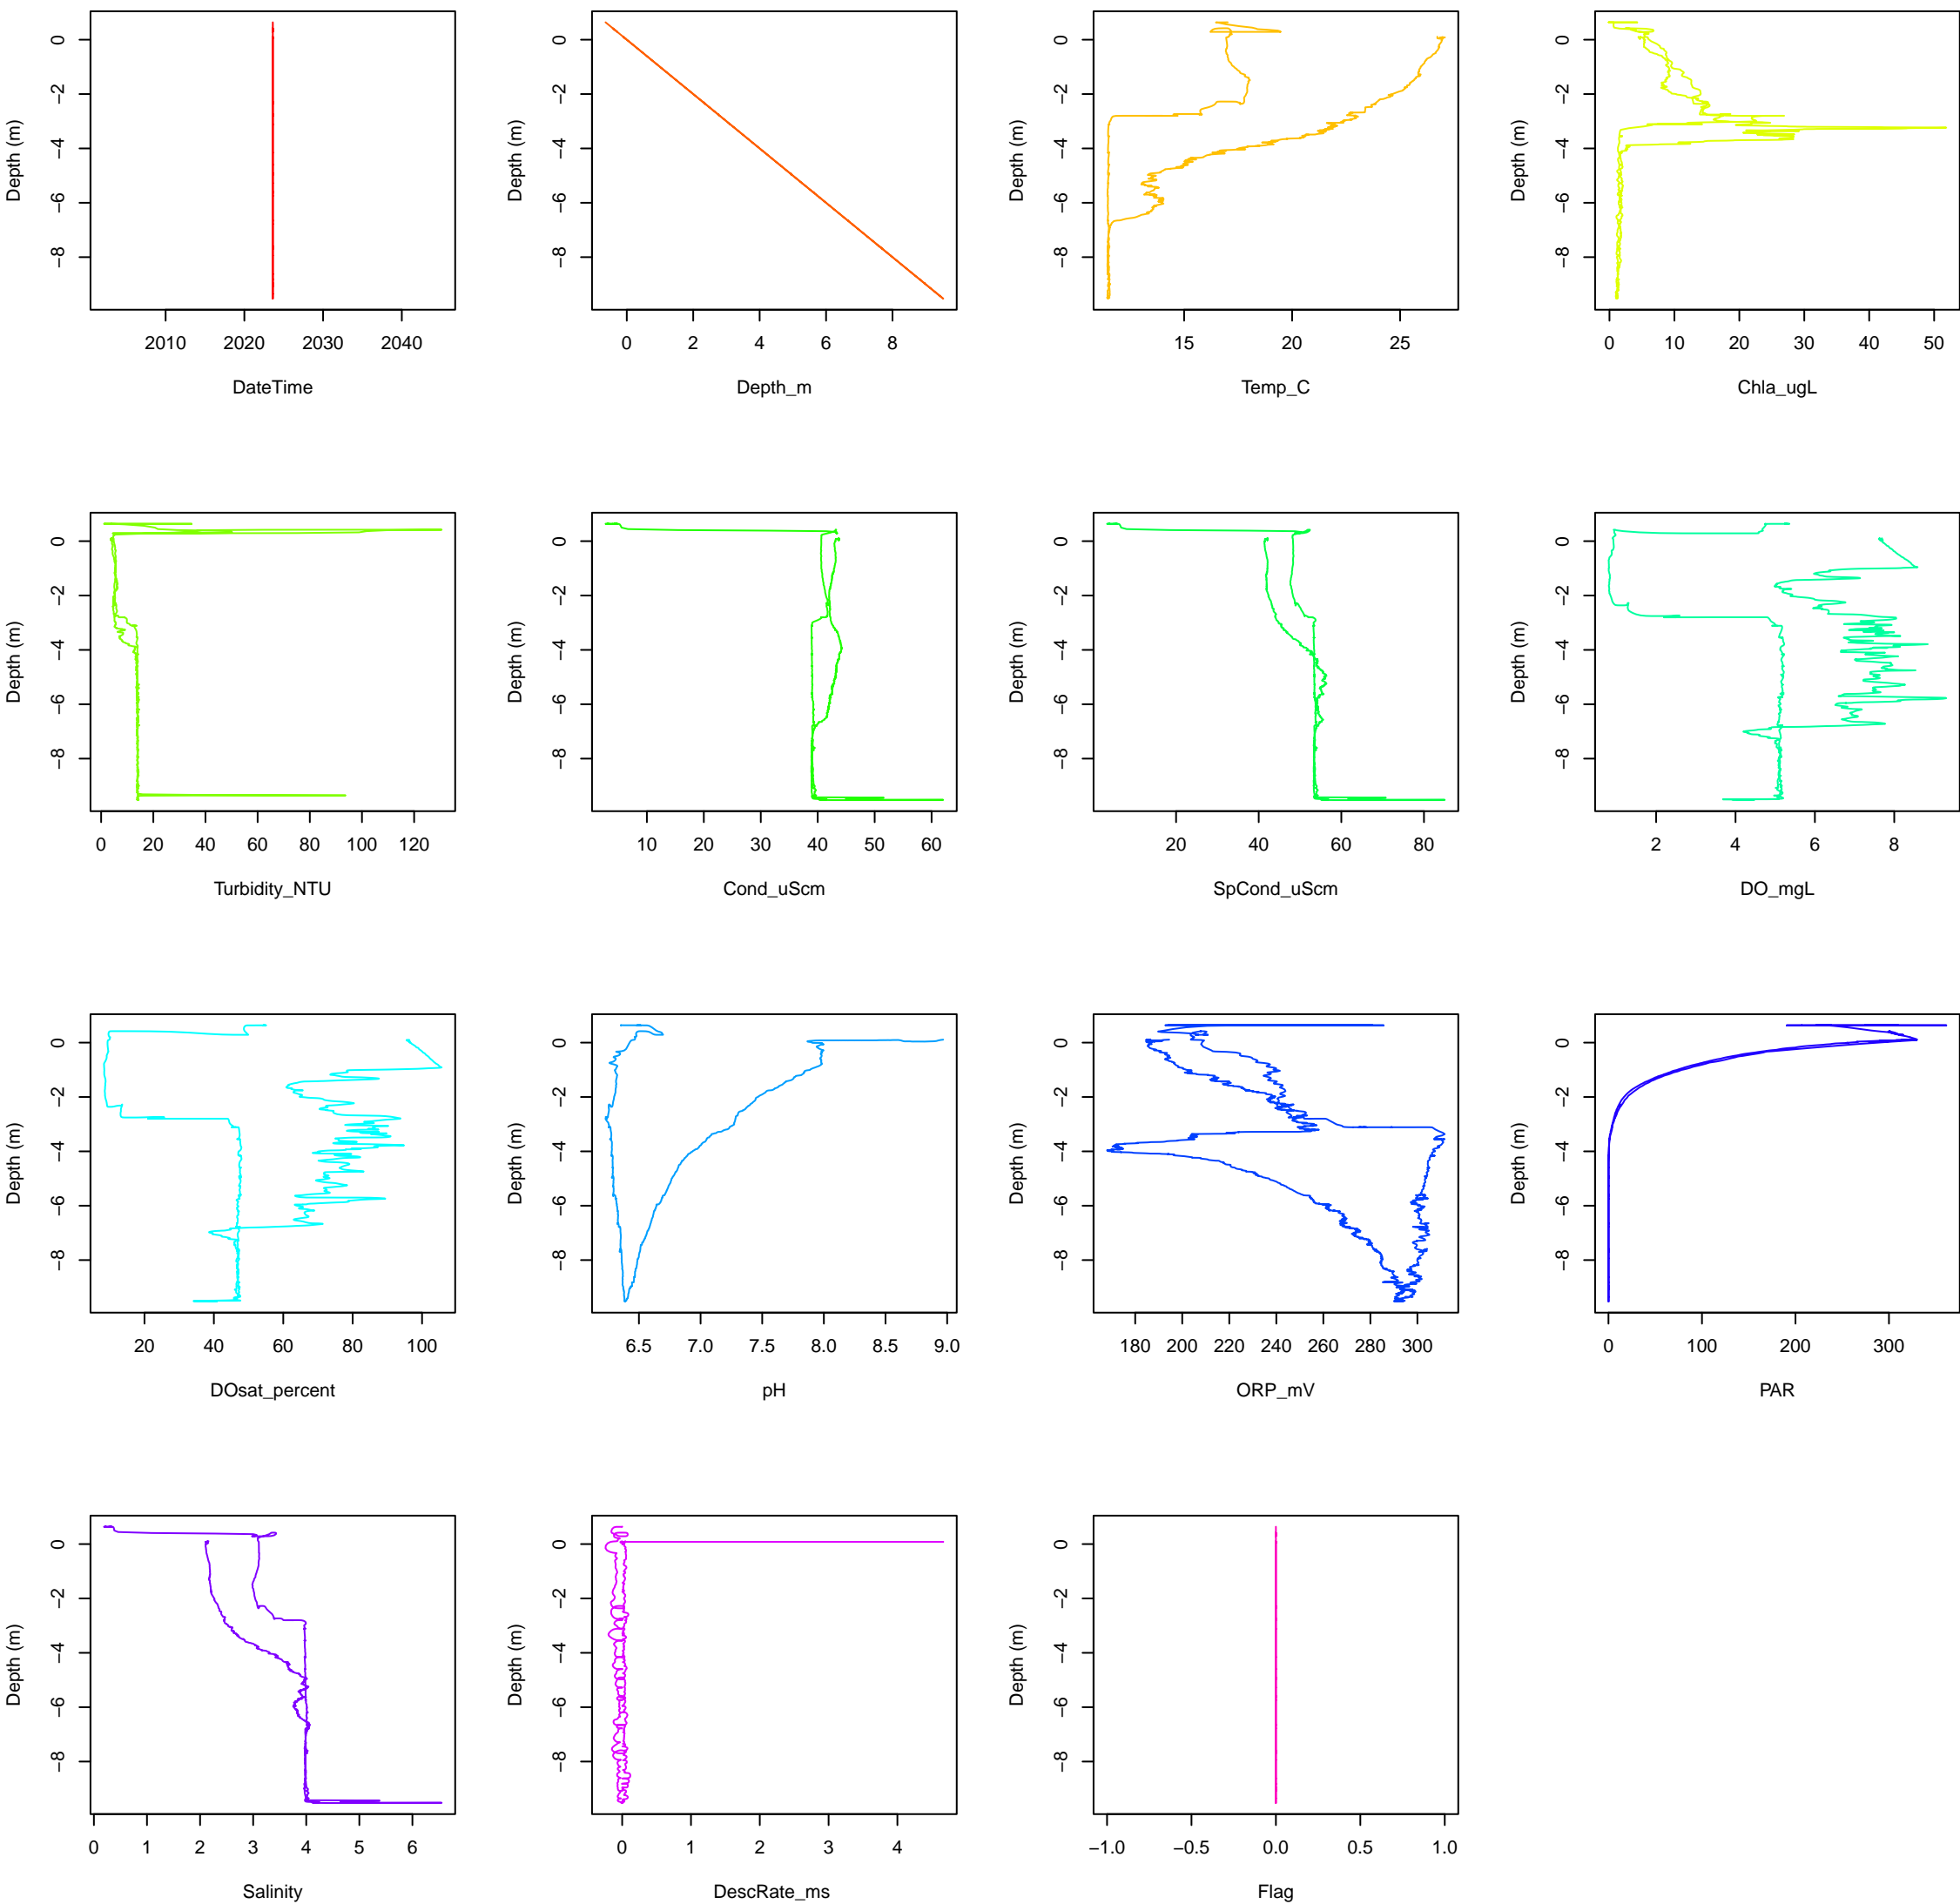 0 0 0 0
−2 −2 −2 −2
Depth (m) Depth (m) Depth (m) Depth (m)
−4 −4 −4 −4
−6 −6 −6 −6
−8 −8 −8 −8
2010 2020 2030 2040 0 2 4 6 8 15 20 25 0 10 20 30 40 50
DateTime Depth_m Temp_C Chla_ugL
0 0 0 0
−2 −2 −2 −2
Depth (m) Depth (m) Depth (m) Depth (m)
−4 −4 −4 −4
−6 −6 −6 −6
−8 −8 −8 −8
0 20 40 60 80 100 120 10 20 30 40 50 60 20 40 60 80 2 4 6 8
Turbidity_NTU Cond_uScm SpCond_uScm DO_mgL
0 0 0 0
−2 −2 −2 −2
Depth (m) Depth (m) Depth (m) Depth (m)
−4 −4 −4 −4
−6 −6 −6 −6
−8 −8 −8 −8
20 40 60 80 100 6.5 7.0 7.5 8.0 8.5 9.0 180 200 220 240 260 280 300 0 100 200 300
DOsat_percent pH ORP_mV PAR
0 0 0
−2 −2 −2
Depth (m) Depth (m) Depth (m)
−4 −4 −4
−6 −6 −6
−8 −8 −8
0 1 2 3 4 5 6 0 1 2 3 4 −1.0 −0.5 0.0 0.5 1.0
Salinity DescRate_ms Flag